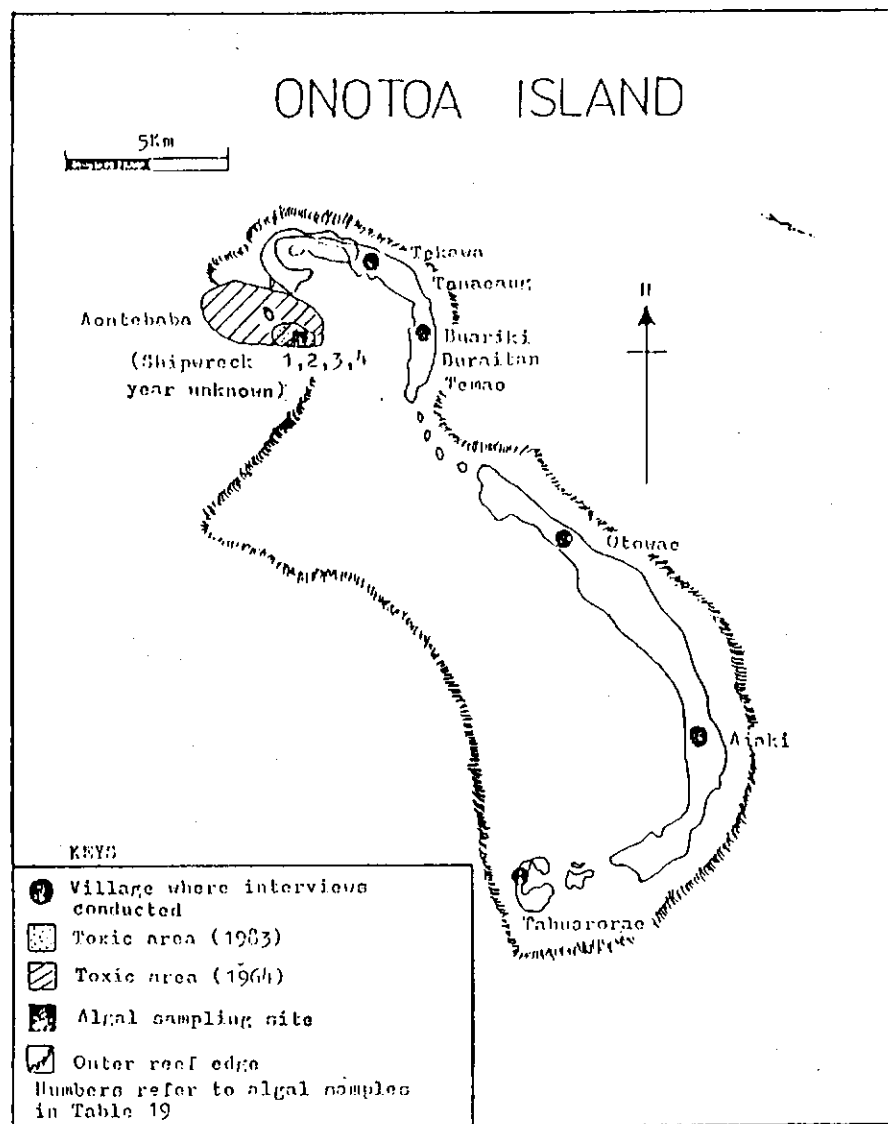 ONOTOA ISLAND
5Km
Tekawa
Tanaeang
Aontebaba
Buariki
(Shipwreck 1,2,3,4
Buraitan
year unknown)
Temao
N
Otowae
Aiaki
Tabuarorae
KEYS
Village where interviews
conducted
Toxic area (1983)
Toxic area (1964)
Algal sampling site
Outer reef edge
Numbers refer to algal samples
in Table 19